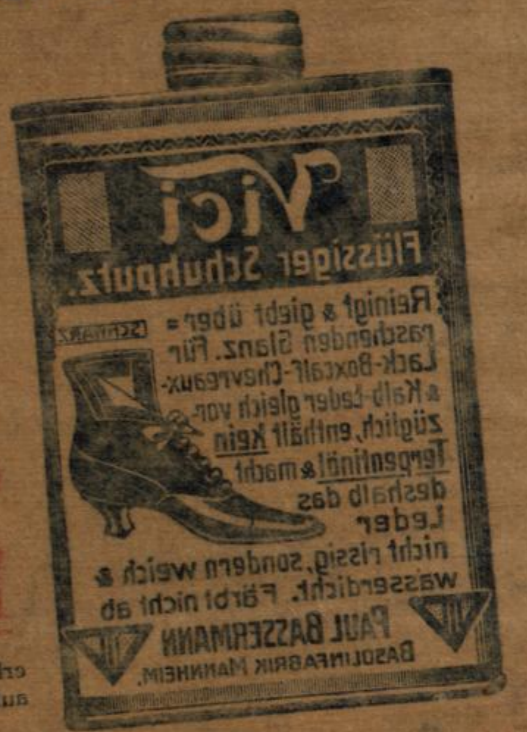 Vici
Flüssiger Schuhputz.
Reinigt & giebt über=
raschenden Glanz. Für
Lack-Boxcalf-Chevreaux-
& Kalb-Leder gleich vor-
züglich, enthält kein
Terpentinöl & macht
deshalb das
Leder
nicht rissig, sondern weich &
wasserdicht. Färbt nicht ab
PAUL BASSERMANN
BASOLINFABRIK MANNHEIM.
SCHWARZ